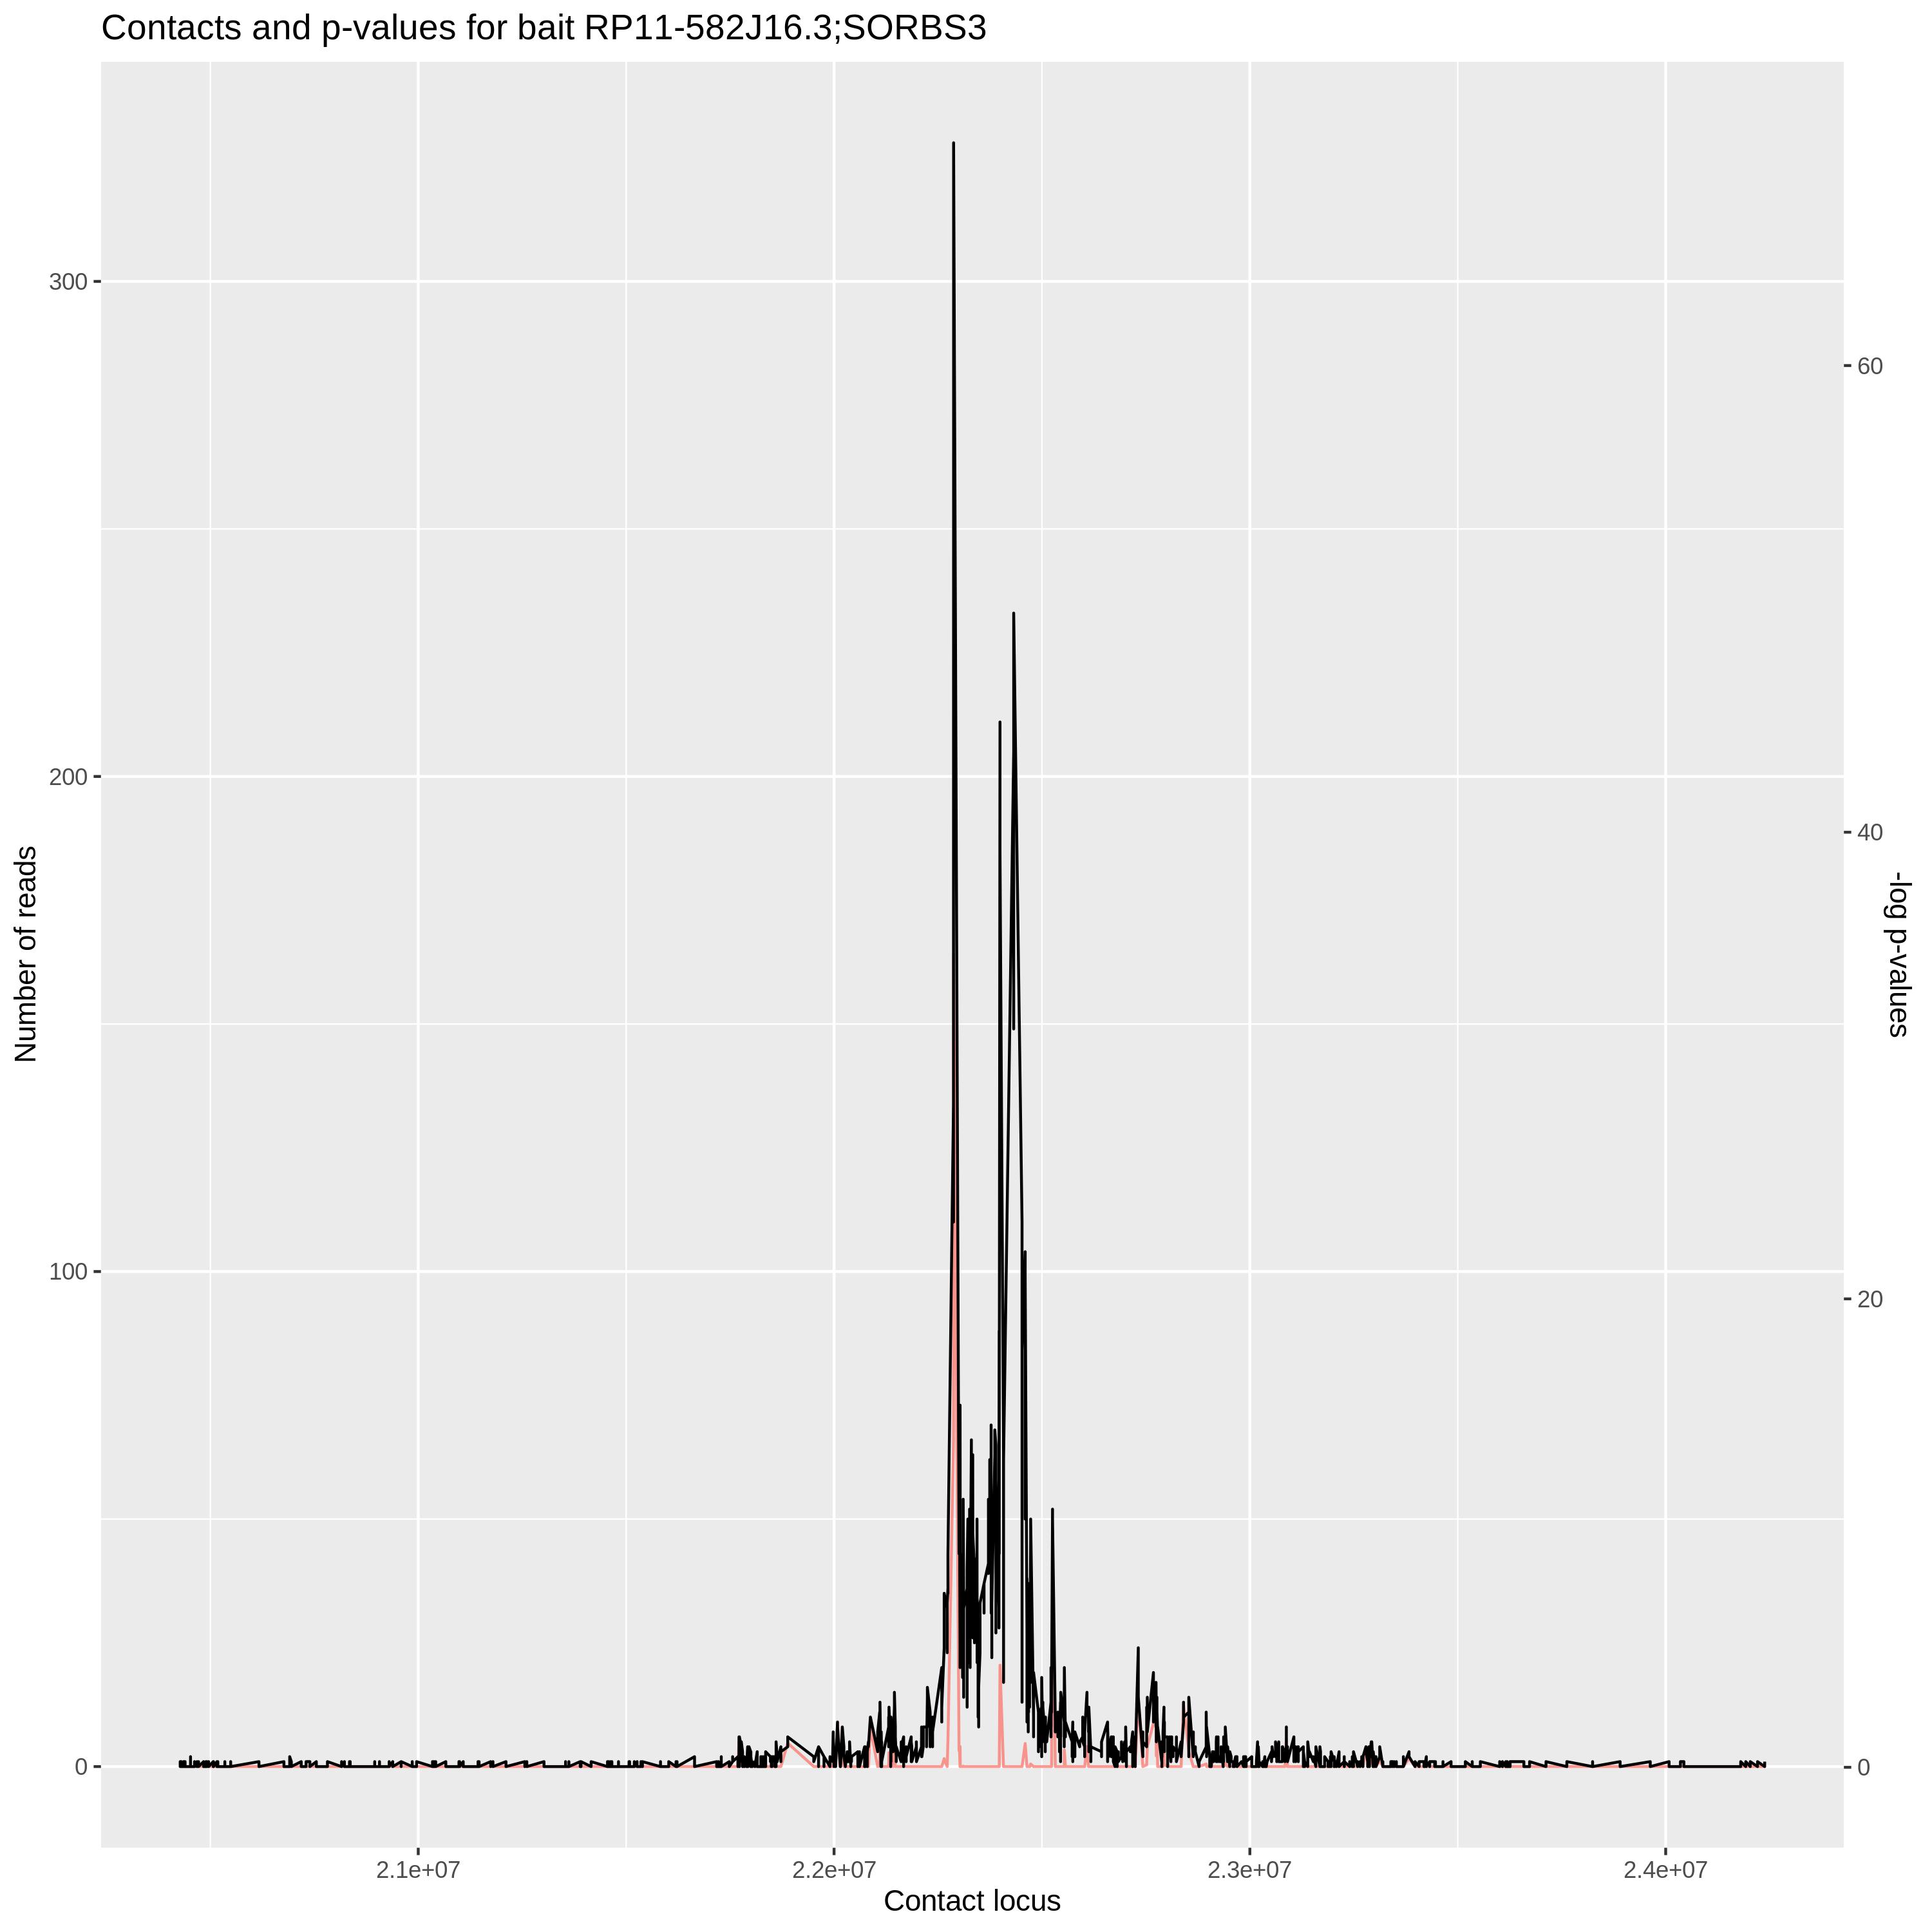 Contacts and p-values for bait RP11-582J16.3;SORBS3
300
200
100
0
Number of reads
60
40
20
0
-log p-values
2.1e+07 2.2e+07 2.3e+07 2.4e+07
Contact locus